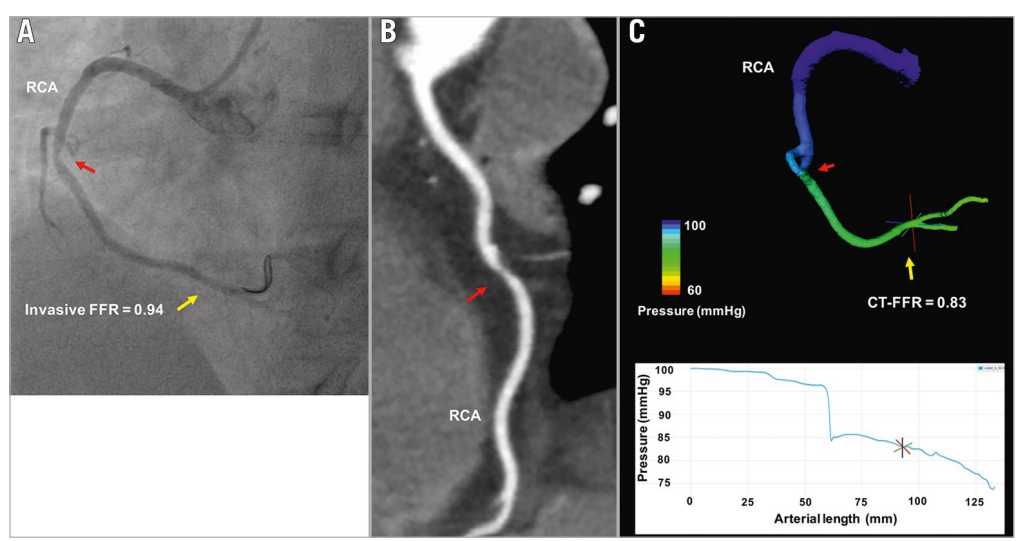 A
RCA
Invasive FFR = 0.94
B
RCA
C
RCA
100
60
Pressure (mmHg)
CT-FFR = 0.83
Pressure (mmHg)
100
95
90
85
80
75
0
25
50
75
100
125
Arterial length (mm)